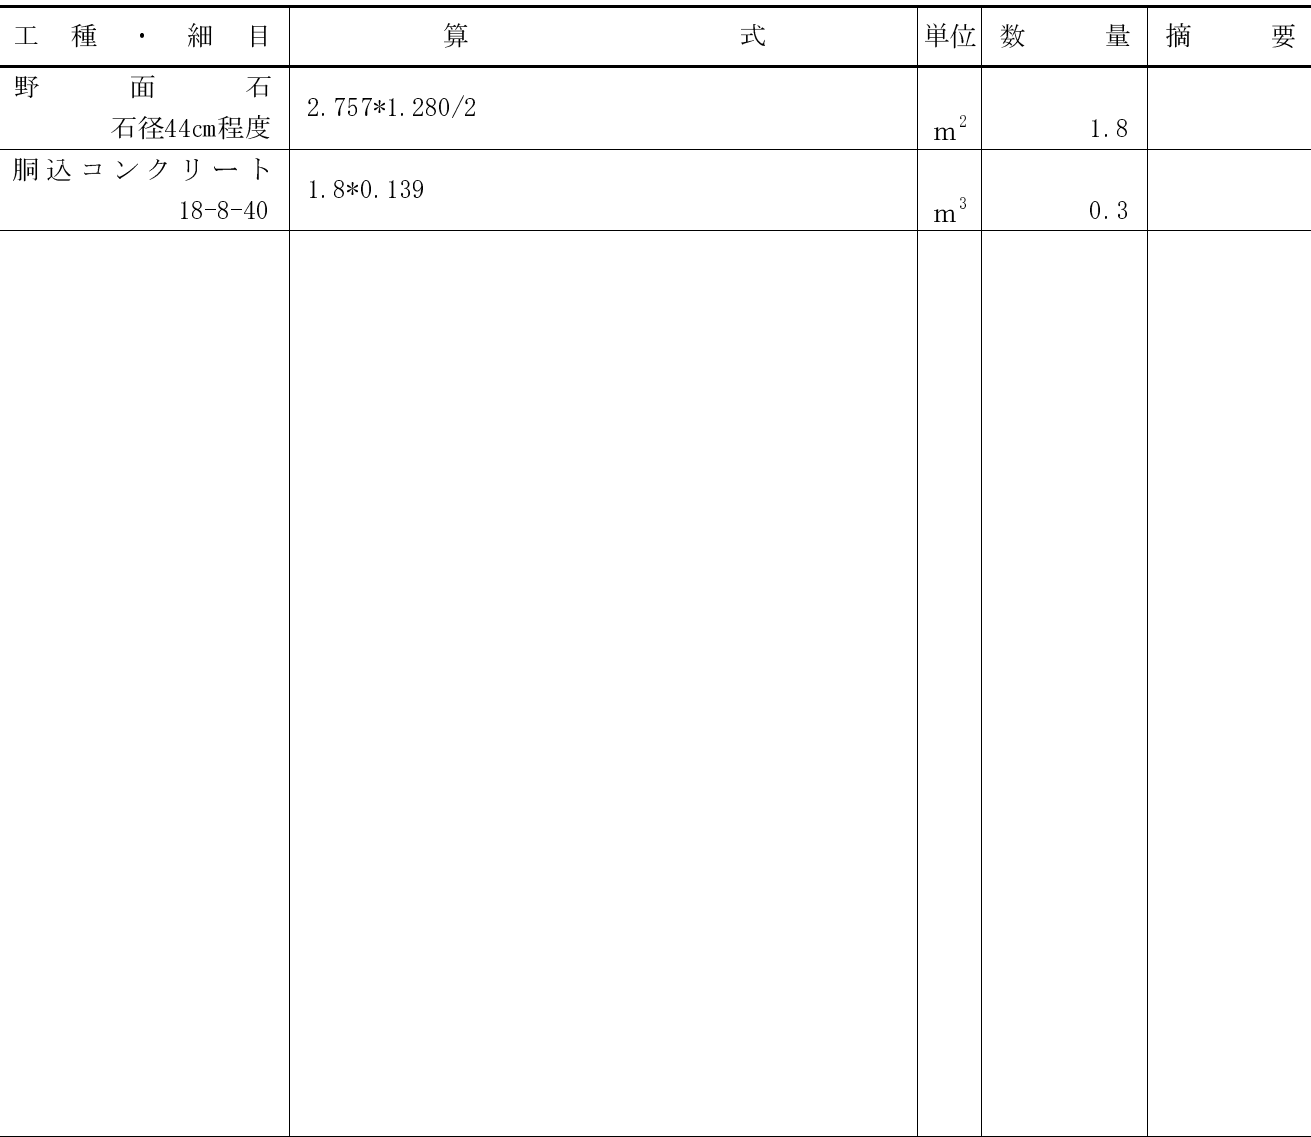 工種・細目 算式 単位 数量 摘要
野面石
2.757*1.280/2
石径44cm程度 m² 1.8
胴込コンクリート
1.8*0.139
18-8-40 m³ 0.3